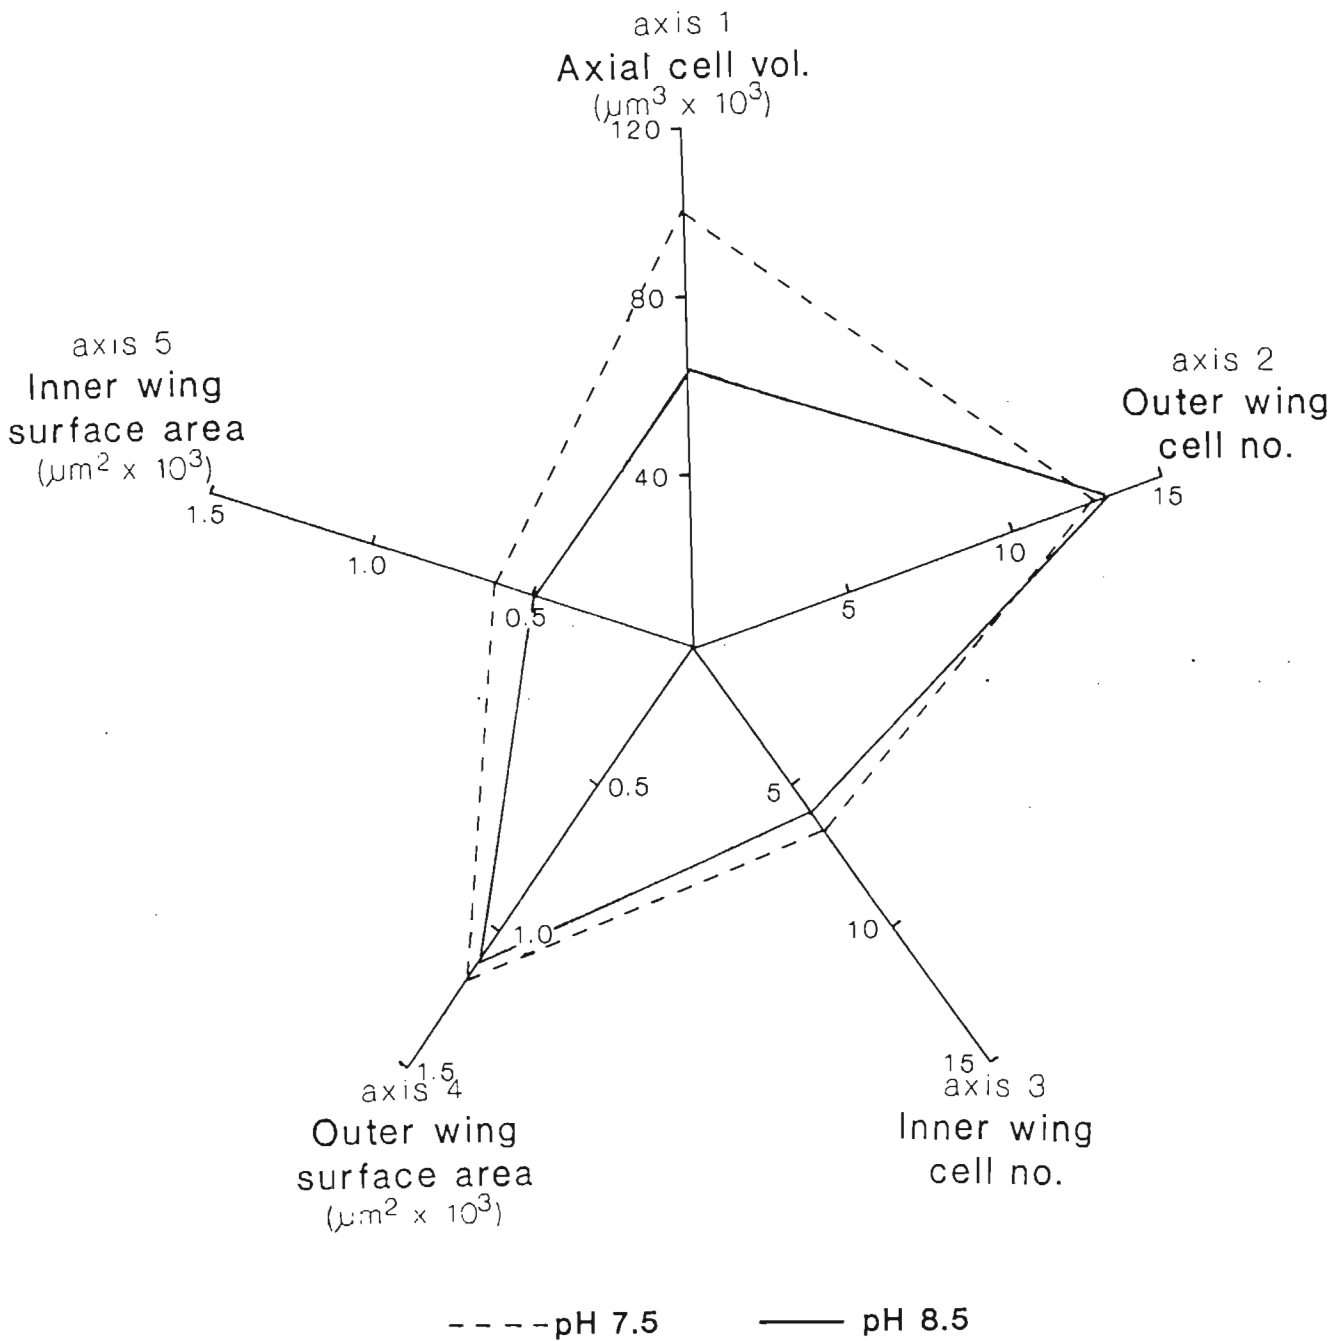 axis 1
Axial cell vol.
(μm³ x 10³)
120
80
40
axis 2
Outer wing
cell no.
15
10
5
axis 5
Inner wing
surface area
(μm² x 10³)
1.5
1.0
0.5
0.5
1.0
1.5
axis 4
Outer wing
surface area
(μm² x 10³)
5
10
15
axis 3
Inner wing
cell no.
pH 7.5 pH 8.5